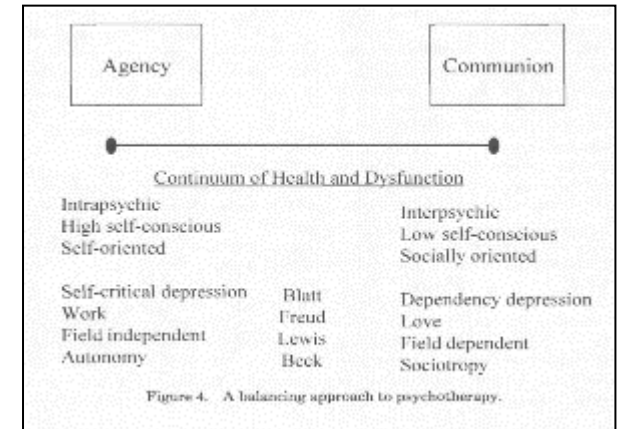 Agency Communion
Continuum of Health and Dysfunction
Intrapsychic Interpsychic
High self-conscious Low self-conscious
Self-oriented Socially oriented
Self-critical depression Blatt Dependency depression
Work Freud Love
Field independent Lewis Field dependent
Autonomy Beck Sociotropy
Figure 4. A balancing approach to psychotherapy.